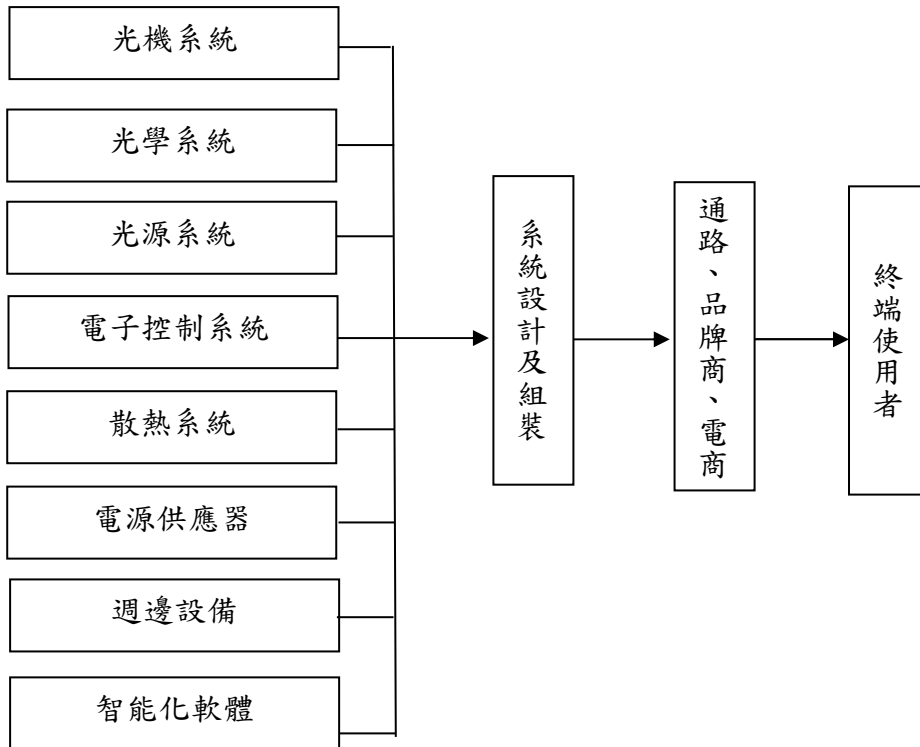 光機系統
光學系統
光源系統
電子控制系統
散熱系統
電源供應器
週邊設備
智能化軟體
系統設計及組裝
通路、品牌商、電商
終端使用者